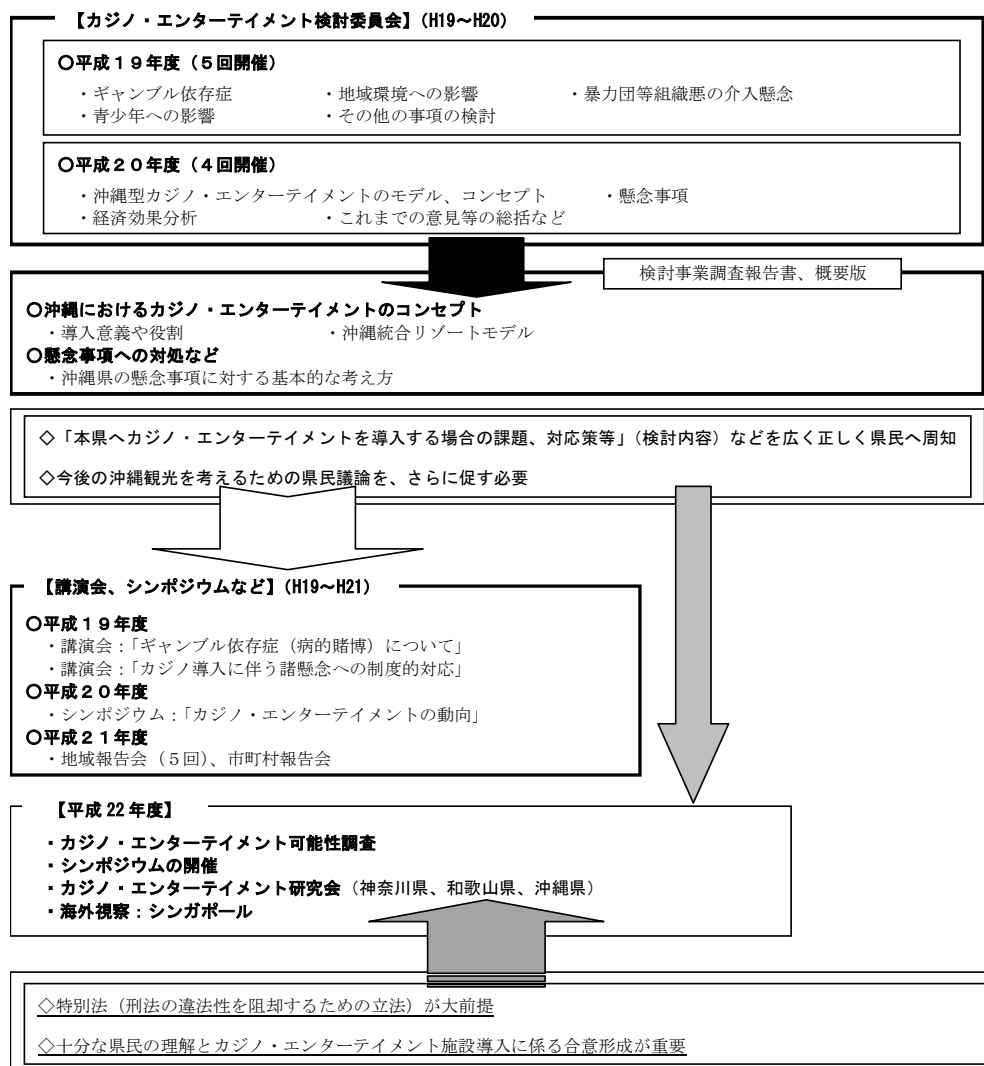 【カジノ・エンターテイメント検討委員会】(H19～H20)
○平成１９年度（５回開催）
・ギャンブル依存症　・地域環境への影響　・暴力団等組織悪の介入懸念
・青少年への影響　・その他の事項の検討
○平成２０年度（４回開催）
・沖縄型カジノ・エンターテイメントのモデル、コンセプト　・懸念事項
・経済効果分析　・これまでの意見等の総括など
検討事業調査報告書、概要版
○沖縄におけるカジノ・エンターテイメントのコンセプト
・導入意義や役割　・沖縄統合リゾートモデル
○懸念事項への対処など
・沖縄県の懸念事項に対する基本的な考え方
◇「本県へカジノ・エンターテイメントを導入する場合の課題、対応策等」（検討内容）などを広く正しく県民へ周知
◇今後の沖縄観光を考えるための県民議論を、さらに促す必要
【講演会、シンポジウムなど】(H19～H21)
○平成１９年度
・講演会：「ギャンブル依存症（病的賭博）について」
・講演会：「カジノ導入に伴う諸懸念への制度的対応」
○平成２０年度
・シンポジウム：「カジノ・エンターテイメントの動向」
○平成２１年度
・地域報告会（５回）、市町村報告会
【平成 22 年度】
・カジノ・エンターテイメント可能性調査
・シンポジウムの開催
・カジノ・エンターテイメント研究会（神奈川県、和歌山県、沖縄県）
・海外視察：シンガポール
◇特別法（刑法の違法性を阻却するための立法）が大前提
◇十分な県民の理解とカジノ・エンターテイメント施設導入に係る合意形成が重要